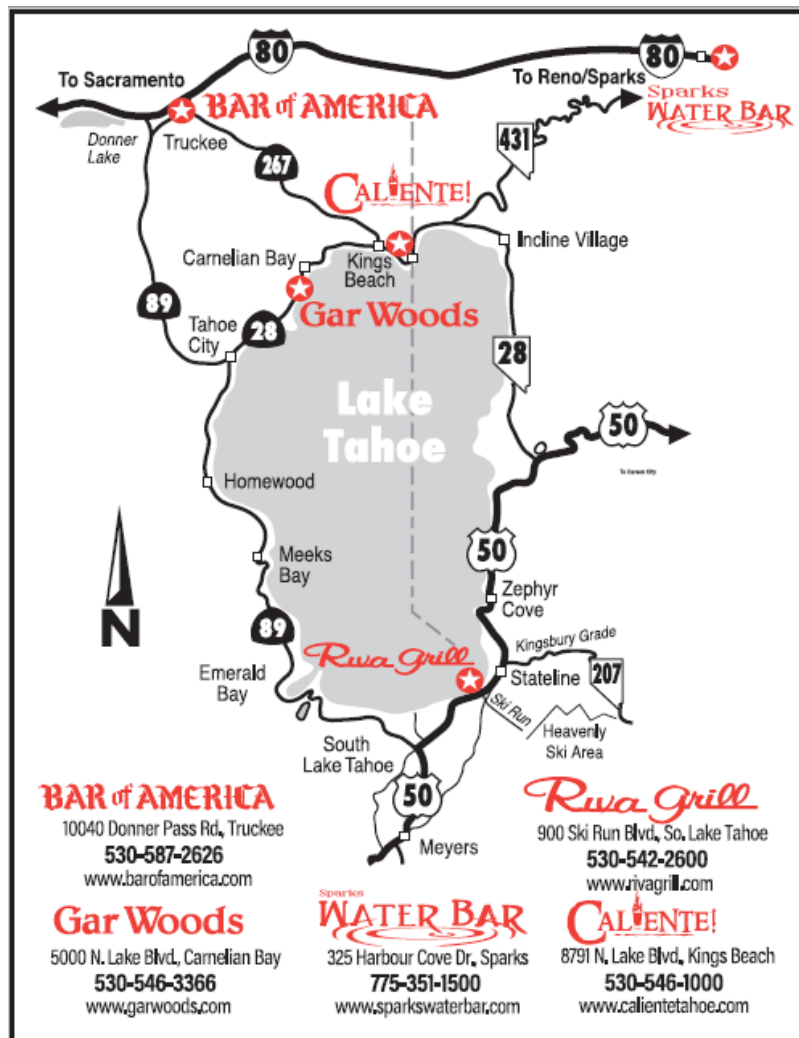 80
80
To Sacramento
To Reno/Sparks
Sparks
WATER BAR
BAR of AMERICA
Donner
Lake
Truckee
431
267
CALIENTE!
Incline Village
Carnelian Bay
Kings
Beach
Gar Woods
89
Tahoe
City
28
28
Lake
Tahoe
50
To Carson City
Homewood
50
Meeks
Bay
Zephyr
Cove
N
89
Kingsbury Grade
Riva Grill
Stateline
207
Emerald
Bay
Ski Run
Heavenly
Ski Area
South
Lake Tahoe
50
Meyers
BAR of AMERICA
10040 Donner Pass Rd., Truckee
530-587-2626
www.barofamerica.com
Riva Grill
900 Ski Run Blvd., So. Lake Tahoe
530-542-2600
www.rivagrill.com
Gar Woods
5000 N. Lake Blvd., Carnelian Bay
530-546-3366
www.garwoods.com
Sparks
WATER BAR
325 Harbour Cove Dr., Sparks
775-351-1500
www.sparkswaterbar.com
CALIENTE!
8791 N. Lake Blvd., Kings Beach
530-546-1000
www.calientetahoe.com